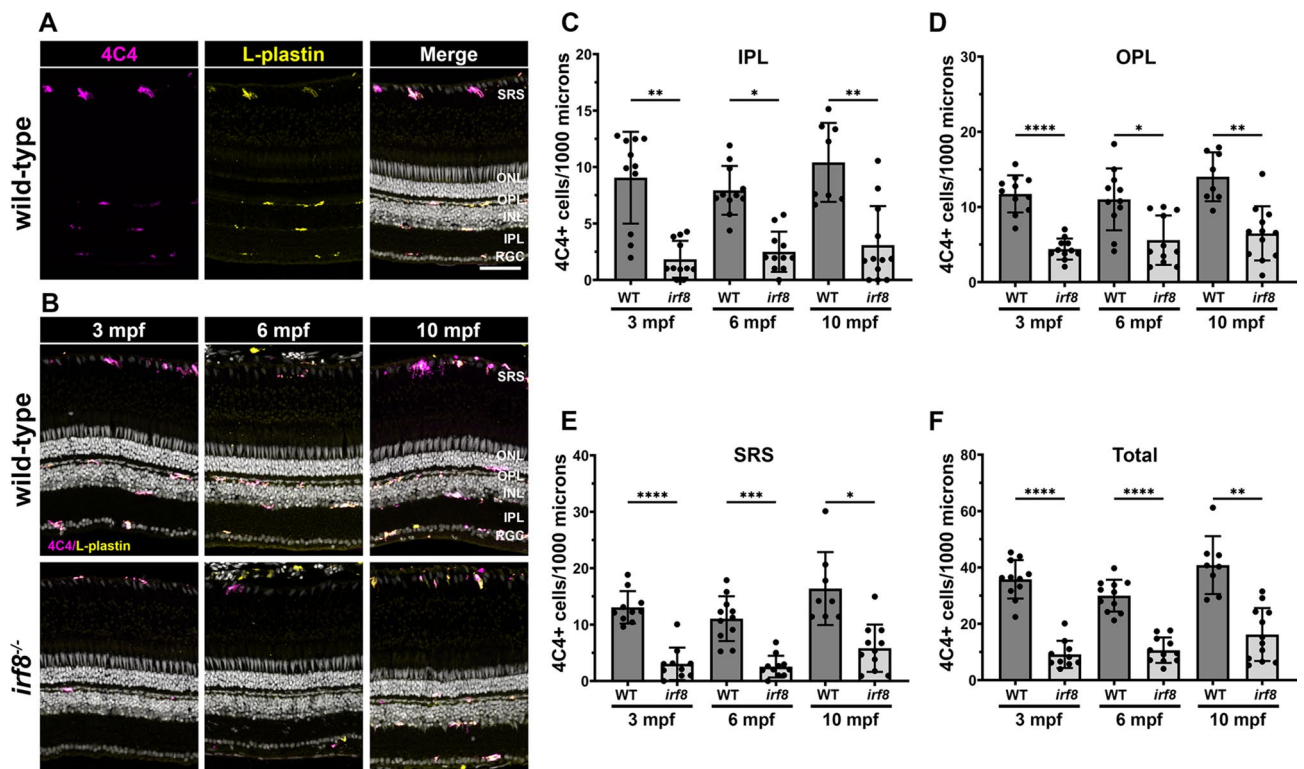 A
4C4
L-plastin
Merge
wild-type
SRS
ONL
OPL
INL
IPL
RGC
B
3 mpf
6 mpf
10 mpf
wild-type
SRS
ONL
OPL
INL
IPL
RGC
4C4/L-plastin
irf8-/-
C
IPL
4C4+ cells/1000 microns
20
15
10
5
0
**
*
**
WT
irf8
WT
irf8
WT
irf8
3 mpf
6 mpf
10 mpf
D
OPL
4C4+ cells/1000 microns
30
20
10
0
****
*
**
WT
irf8
WT
irf8
WT
irf8
3 mpf
6 mpf
10 mpf
E
SRS
4C4+ cells/1000 microns
40
30
20
10
0
****
***
*
WT
irf8
WT
irf8
WT
irf8
3 mpf
6 mpf
10 mpf
F
Total
4C4+ cells/1000 microns
80
60
40
20
0
****
****
**
WT
irf8
WT
irf8
WT
irf8
3 mpf
6 mpf
10 mpf